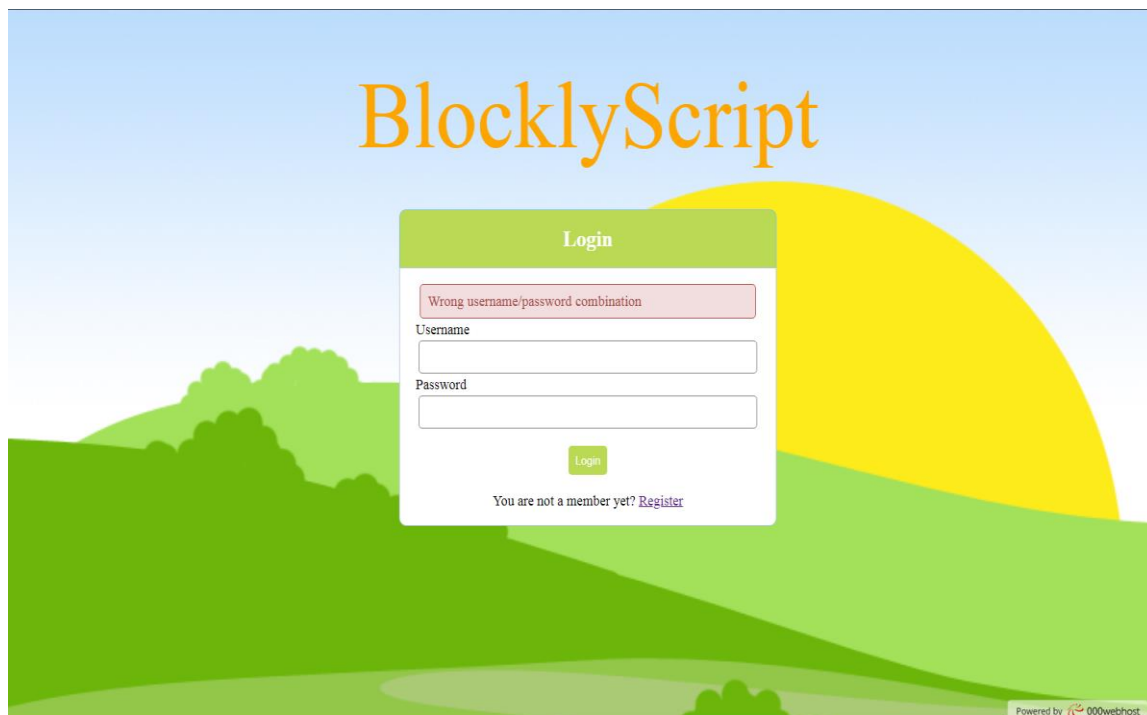 BlocklyScript
Login
Wrong username/password combination
Username
Password
Login
You are not a member yet? Register
Powered by 000webhost